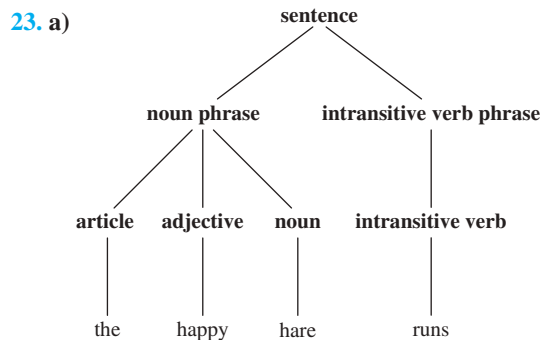 23. a)
sentence
noun phrase intransitive verb phrase
article adjective noun intransitive verb
the happy hare runs